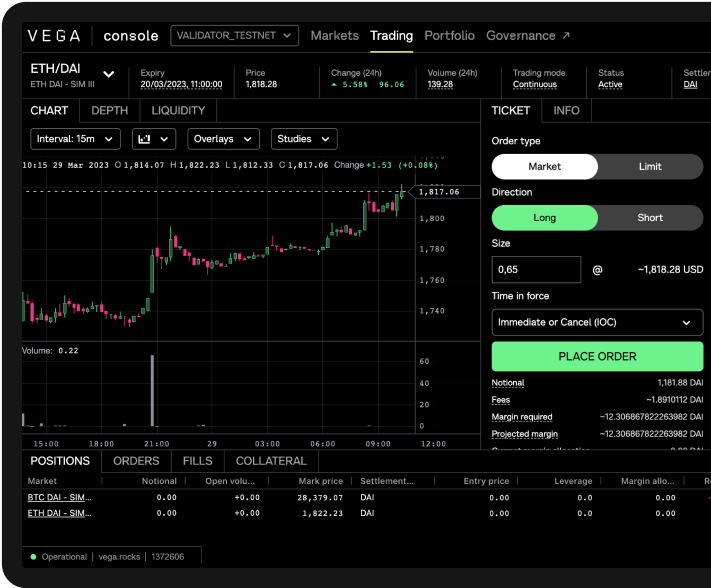 VEGA console VALIDATOR_TESTNET Markets Trading Portfolio Governance ↗
ETH/DAI
ETH DAI - SIM III
Expiry
20/03/2023, 11:00:00
Price
1,818.28
Change (24h)
5.58% 96.06
Volume (24h)
139.28
Trading mode
Continuous
Status
Active
Settler
DAI
CHART DEPTH LIQUIDITY
Interval: 15m Overlays Studies
10:15 29 Mar 2023 O 1,814.07 H 1,822.23 L 1,812.33 C 1,817.06 Change +1.53 (+0.08%)
1,817.06
1,800
1,780
1,760
1,740
Volume: 0.22
60
40
20
0
15:00 18:00 21:00 29 03:00 06:00 09:00 12:00
TICKET INFO
Order type
Market Limit
Direction
Long Short
Size
0,65 @ ~1,818.28 USD
Time in force
Immediate or Cancel (IOC)
PLACE ORDER
Notional 1,181.88 DAI
Fees ~1.8910112 DAI
Margin required ~12.306867822263982 DAI
Projected margin ~12.306867822263982 DAI
POSITIONS ORDERS FILLS COLLATERAL
Market Notional Open volu... Mark price Settlement... Entry price Leverage Margin allo... R
BTC DAI - SIM... 0.00 +0.00 28,379.07 DAI 0.0 0.00
ETH DAI - SIM... 0.00 +0.00 1,822.23 DAI 0.0 0.00
Operational | vega.rocks | 1372606